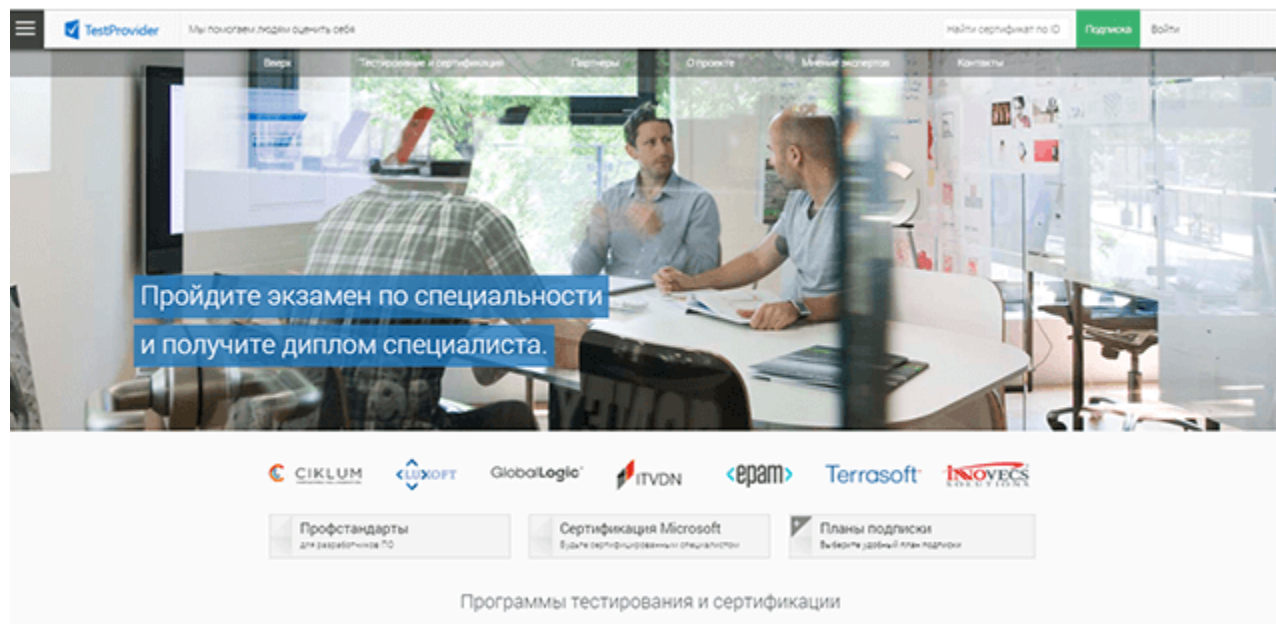 TestProvider
Мы помогаем людям оценить себя
Найти сертификат по ID
Подписка
Войти
Вверх
Тестирование и сертификация
Партнеры
О проекте
Мнение экспертов
Контакты
Пройдите экзамен по специальности
и получите диплом специалиста.
CIKLUM
LUXOFT
GlobalLogic
ITVDN
<epam>
Terrasoft
INNOVECS
SOLUTIONS
Профстандарты
для разработчиков ПО
Сертификация Microsoft
Будьте сертифицированным специалистом
Планы подписки
Выберите удобный план подписки
Программы тестирования и сертификации